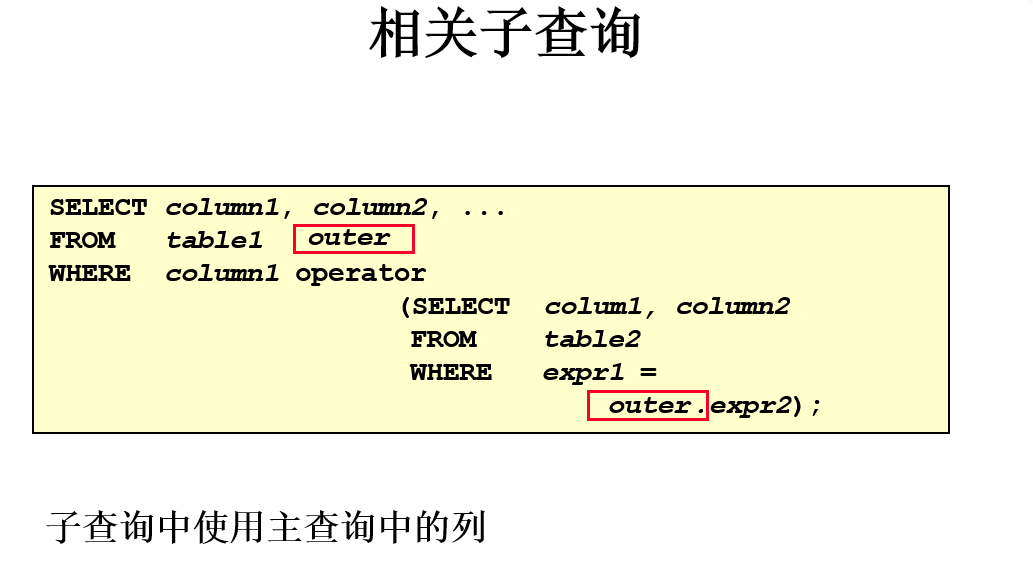 相关子查询
SELECT column1, column2, ...
FROM table1 outer
WHERE column1 operator
(SELECT colum1, column2
FROM table2
WHERE expr1 =
outer.expr2);
子查询中使用主查询中的列